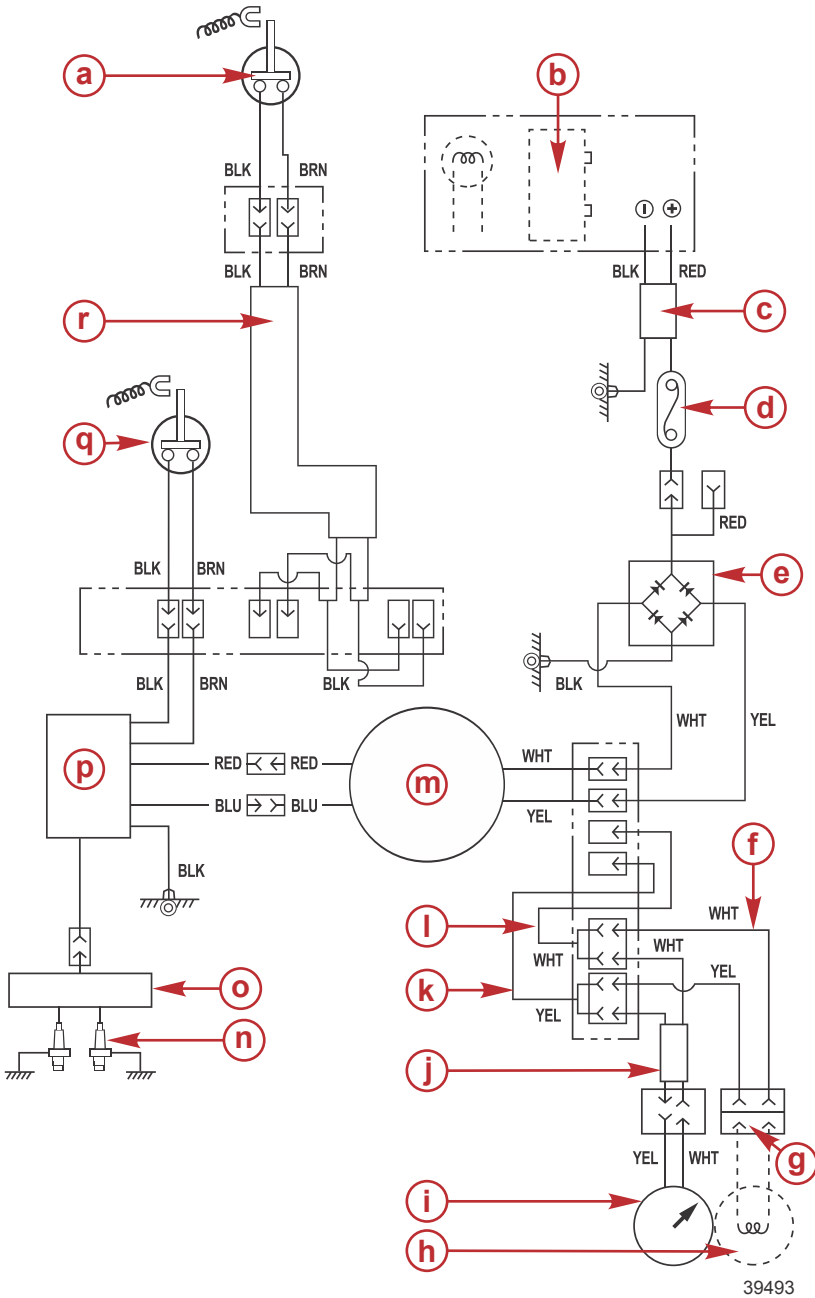 a
b
BLK BRN
− +
BLK BRN
BLK RED
r
c
d
q
RED
BLK BRN
e
BLK
BLK BRN BLK
WHT YEL
p
RED RED
m
WHT
BLU BLU
YEL
f
BLK
WHT
l
WHT
WHT
YEL
k
YEL
o
n
j
g
YEL WHT
i
h
39493